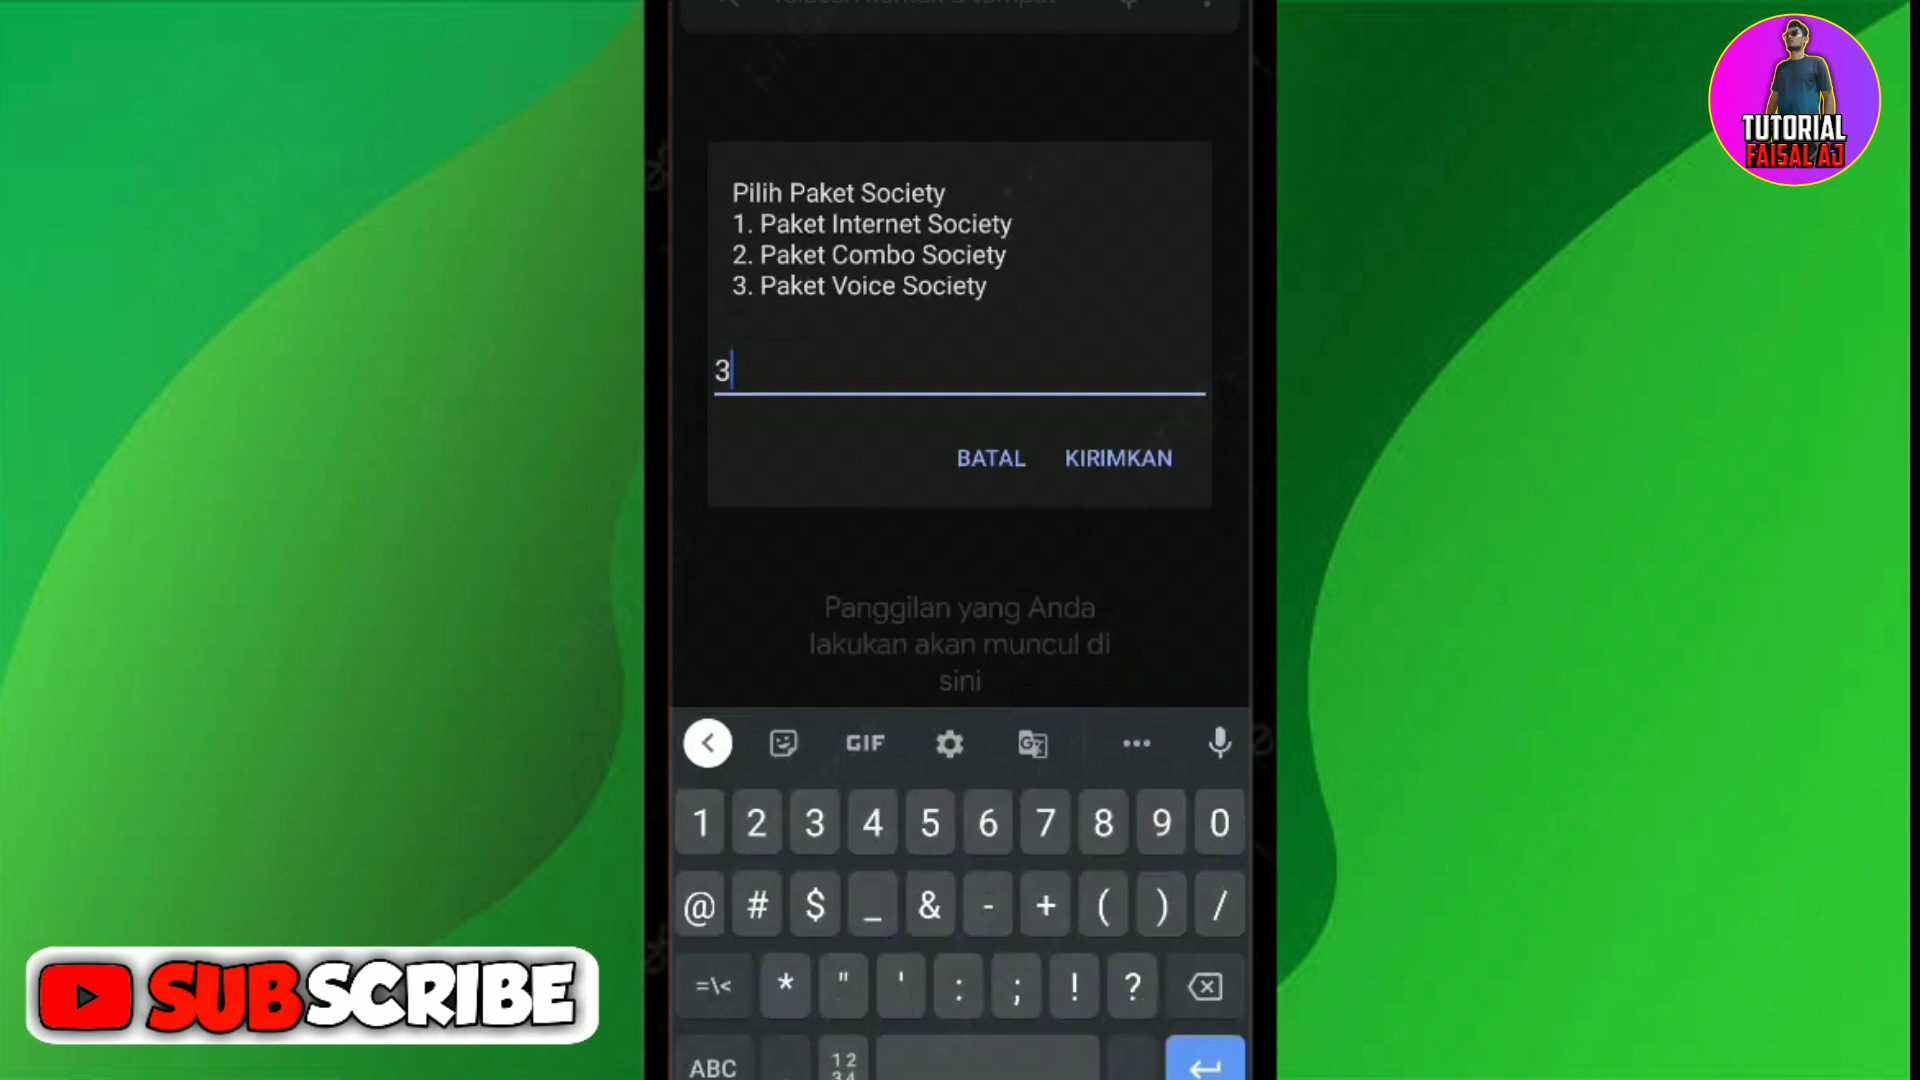 TUTORIAL
FAISAL AJ
Pilih Paket Society
1. Paket Internet Society
2. Paket Combo Society
3. Paket Voice Society
3
BATAL KIRIMKAN
Panggilan yang Anda
lakukan akan muncul di
sini
GIF
1 2 3 4 5 6 7 8 9 0
@ # $ _ & - + ( ) /
=\< * " ' : ; ! ?
ABC 12
34
SUBSCRIBE